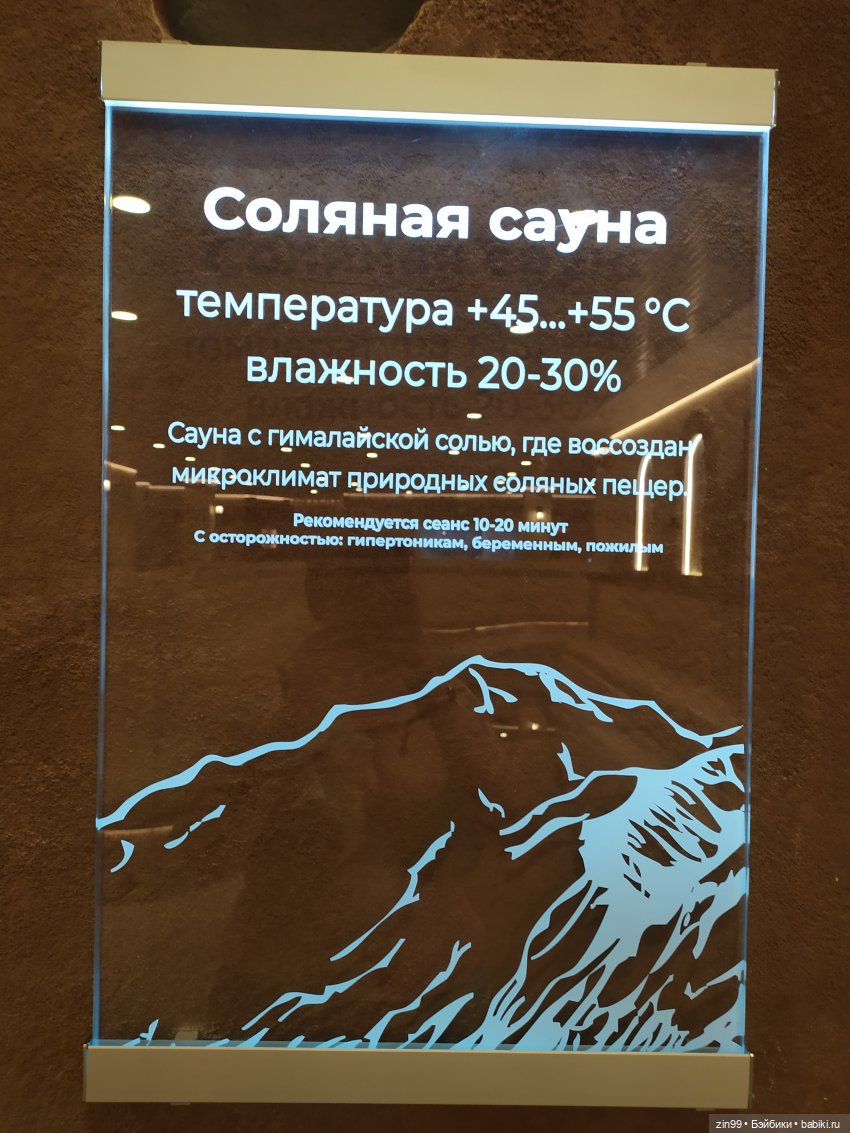 Соляная сауна
температура +45...+55 °C
влажность 20-30%
Сауна с гималайской солью, где воссоздан
микроклимат природных соляных пещер.
Рекомендуется сеанс 10-20 минут
С осторожностью: гипертоникам, беременным, пожилым
zin99 • Бэйбики • babiki.ru